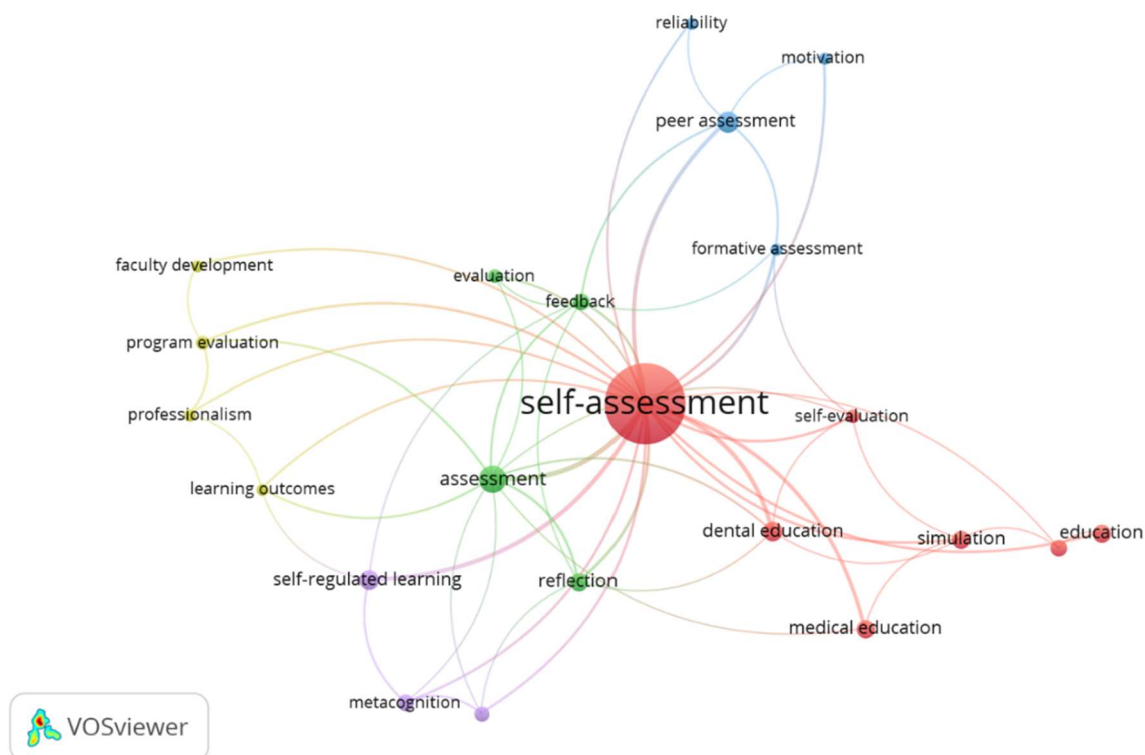 reliability
motivation
peer assessment
formative assessment
faculty development
evaluation
feedback
program evaluation
self-assessment
professionalism
self-evaluation
assessment
learning outcomes
dental education
simulation
education
self-regulated learning
reflection
medical education
metacognition
VOSviewer